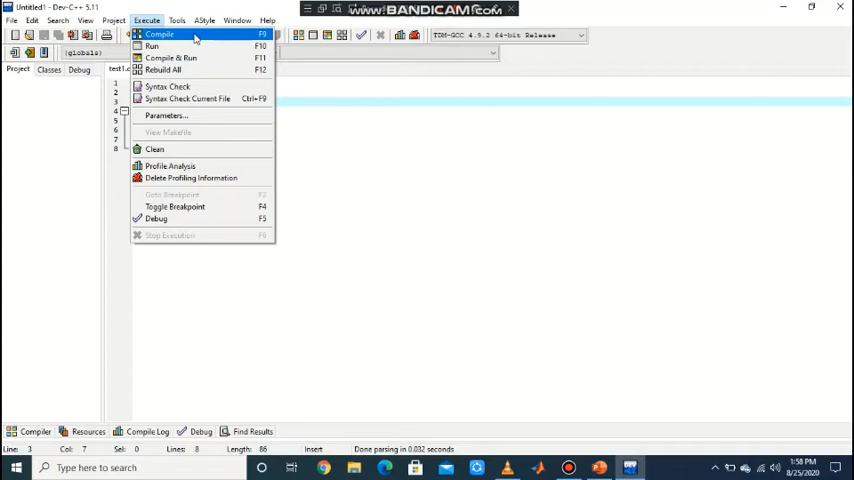 Untitled1 - Dev-C++ 5.11
www.BANDICAM.com
File Edit Search View Project Execute Tools AStyle Window Help
TDM-GCC 4.9.2 64-bit Release
(globals)
Project Classes Debug
test1.c
Compile F9
Run F10
Compile & Run F11
Rebuild All F12
Syntax Check
Syntax Check Current File Ctrl+F9
Parameters...
View Makefile
Clean
Profile Analysis
Delete Profiling Information
Goto Breakpoint F2
Toggle Breakpoint F4
Debug F5
Stop Execution F6
1
2
3
4
5
6
7
8
Compiler Resources Compile Log Debug Find Results
Line: 3 Col: 7 Sel: 0 Lines: 8 Length: 86 Insert Done parsing in 0.032 seconds
Type here to search
1:58 PM
8/25/2020